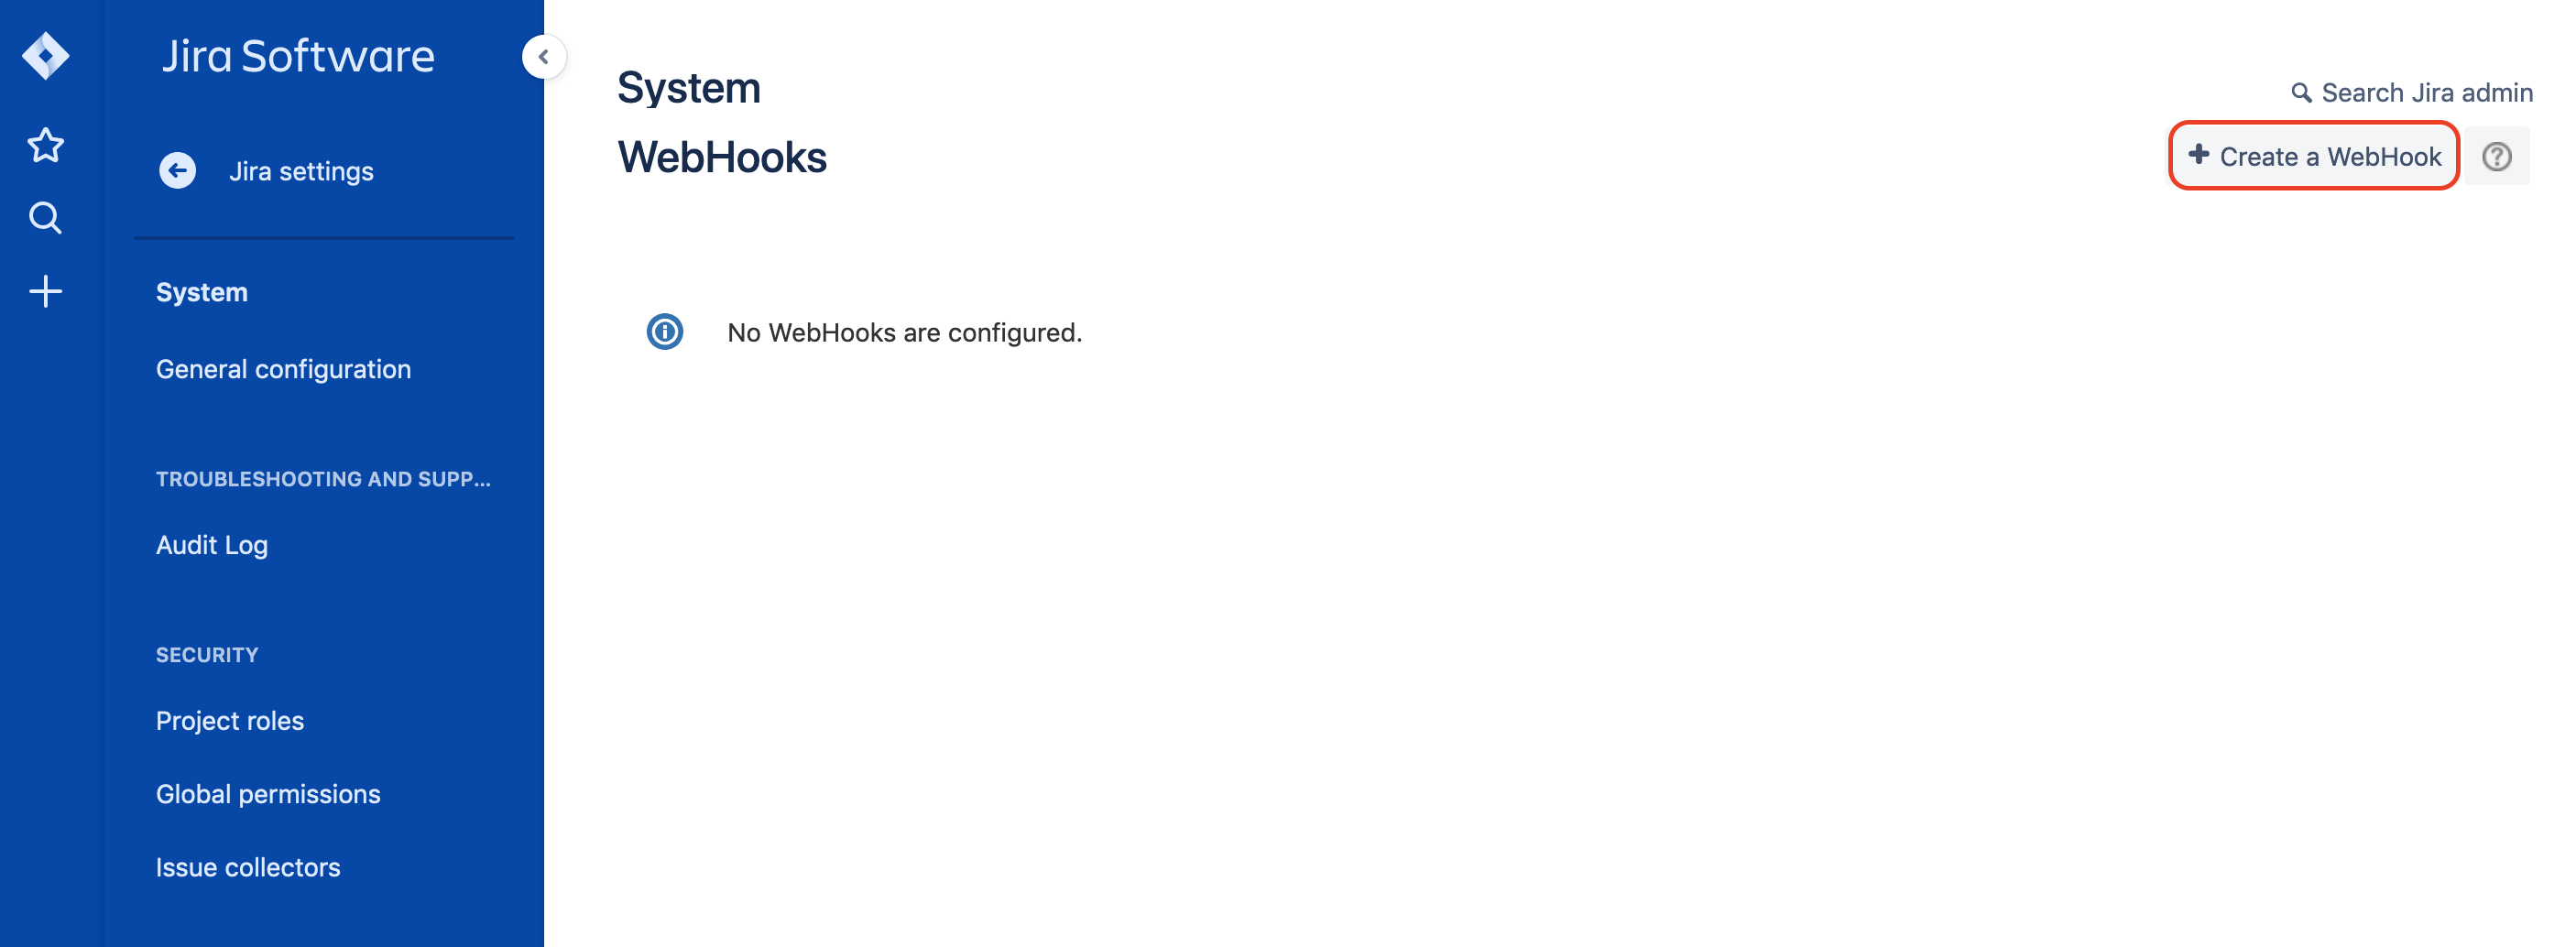 Jira Software
Jira settings
System
General configuration
TROUBLESHOOTING AND SUPP...
Audit Log
SECURITY
Project roles
Global permissions
Issue collectors
System
Search Jira admin
WebHooks
Create a WebHook
No WebHooks are configured.